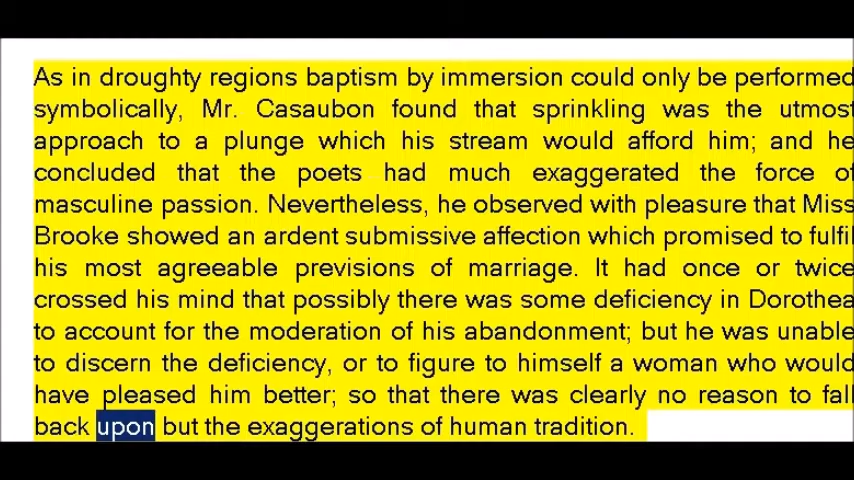 As in droughty regions baptism by immersion could only be performed
symbolically, Mr. Casaubon found that sprinkling was the utmost
approach to a plunge which his stream would afford him; and he
concluded that the poets had much exaggerated the force of
masculine passion. Nevertheless, he observed with pleasure that Miss
Brooke showed an ardent submissive affection which promised to fulfil
his most agreeable previsions of marriage. It had once or twice
crossed his mind that possibly there was some deficiency in Dorothea
to account for the moderation of his abandonment; but he was unable
to discern the deficiency, or to figure to himself a woman who would
have pleased him better; so that there was clearly no reason to fall
back upon but the exaggerations of human tradition.